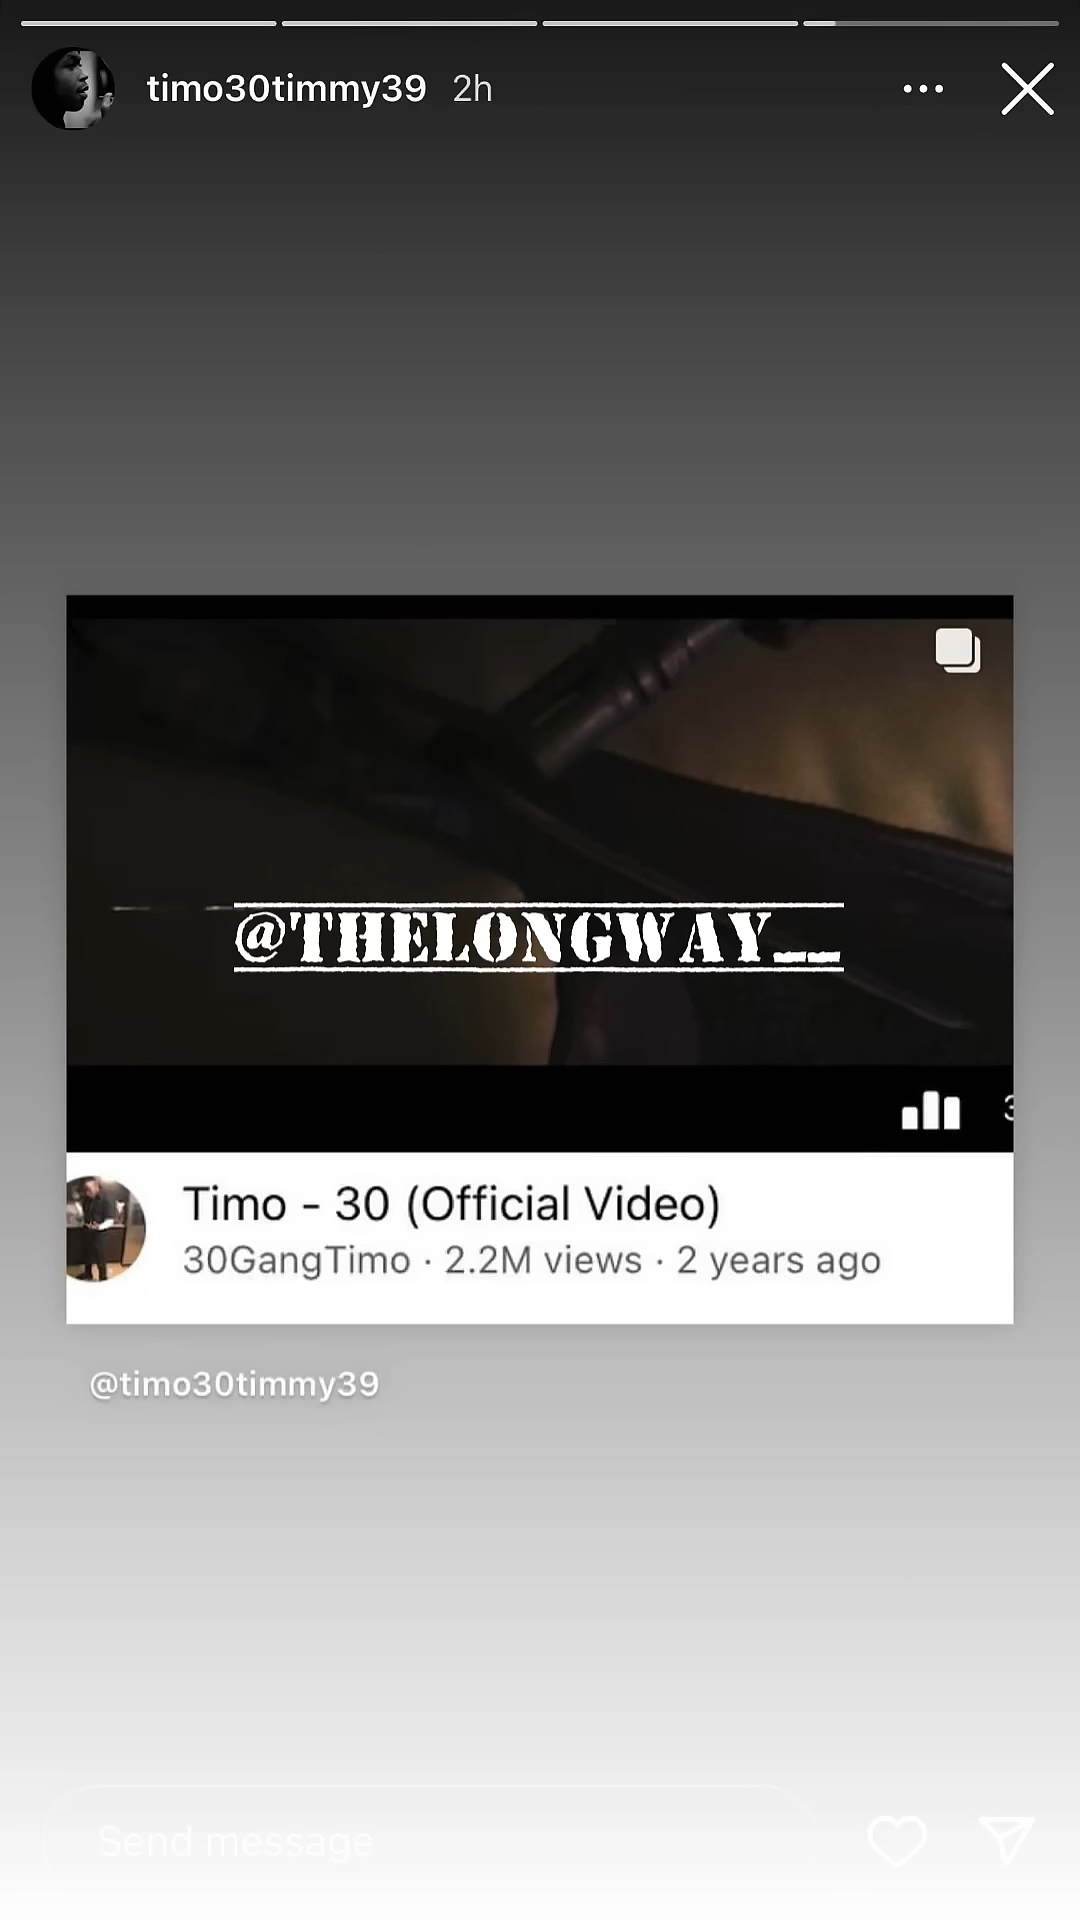 timo30timmy39 2h
@THELONGWAY__
Timo - 30 (Official Video)
30GangTimo · 2.2M views · 2 years ago
@timo30timmy39
Send message